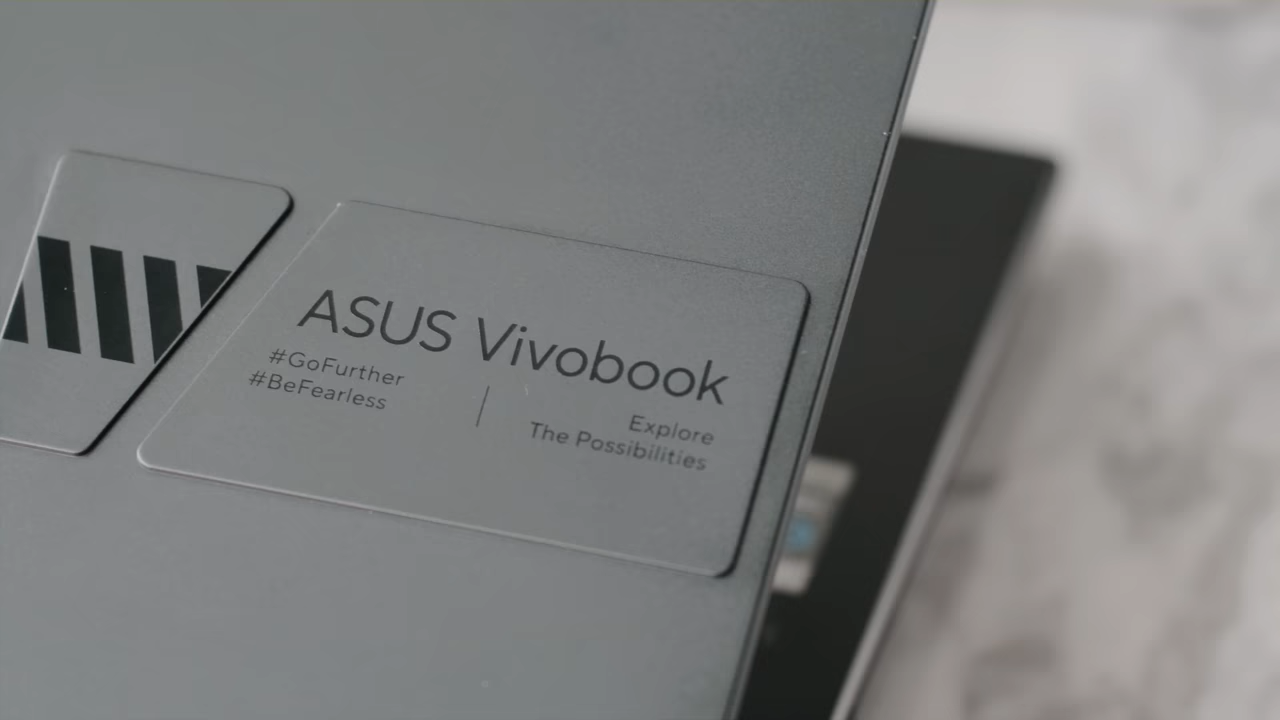 ASUS Vivobook
#GoFurther
#BeFearless
Explore
The Possibilities